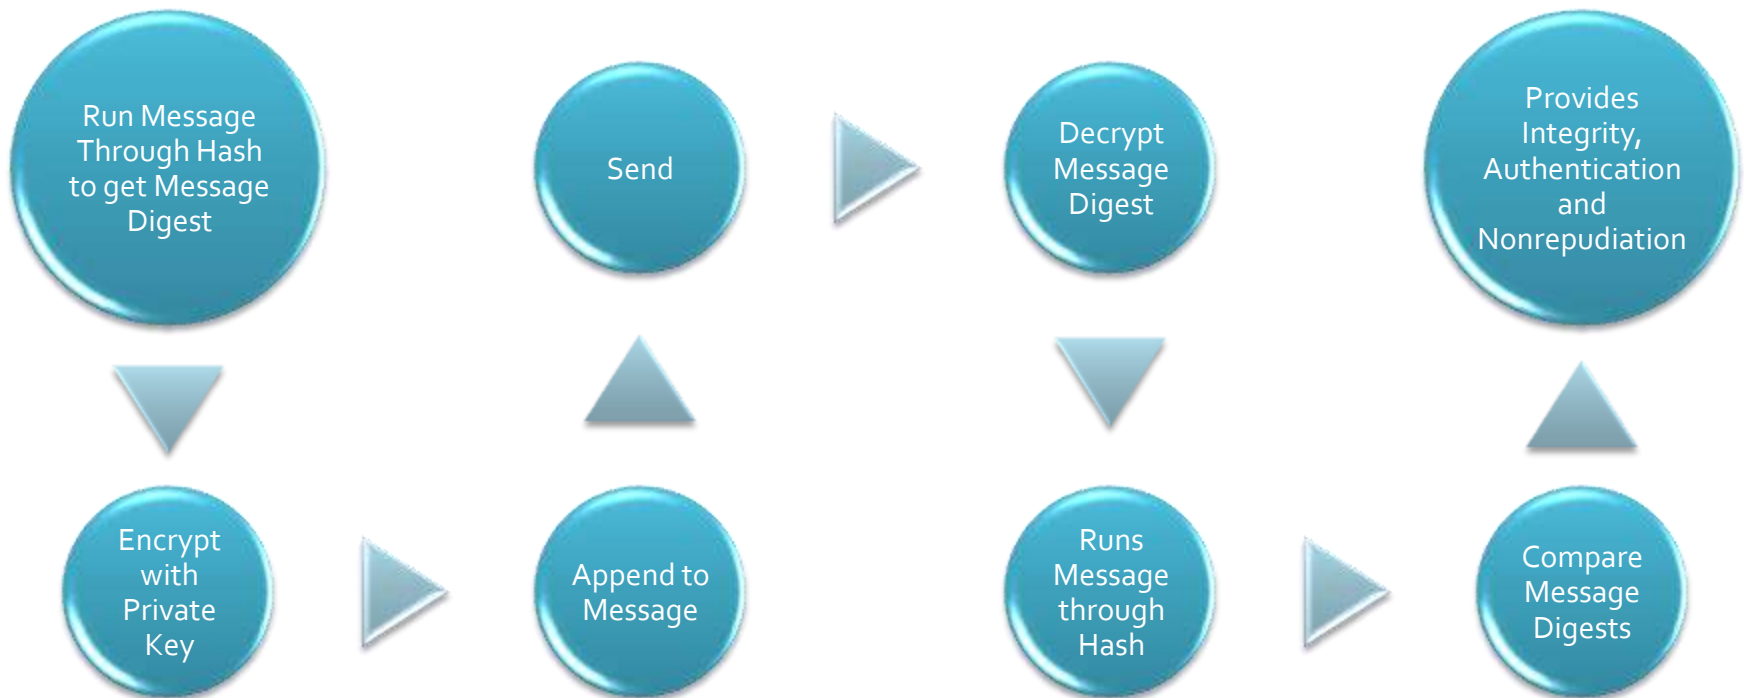 Run Message
Through Hash
to get Message
Digest
Encrypt
with
Private
Key
Append to
Message
Send
Decrypt
Message
Digest
Runs
Message
through
Hash
Compare
Message
Digests
Provides
Integrity,
Authentication
and
Nonrepudiation